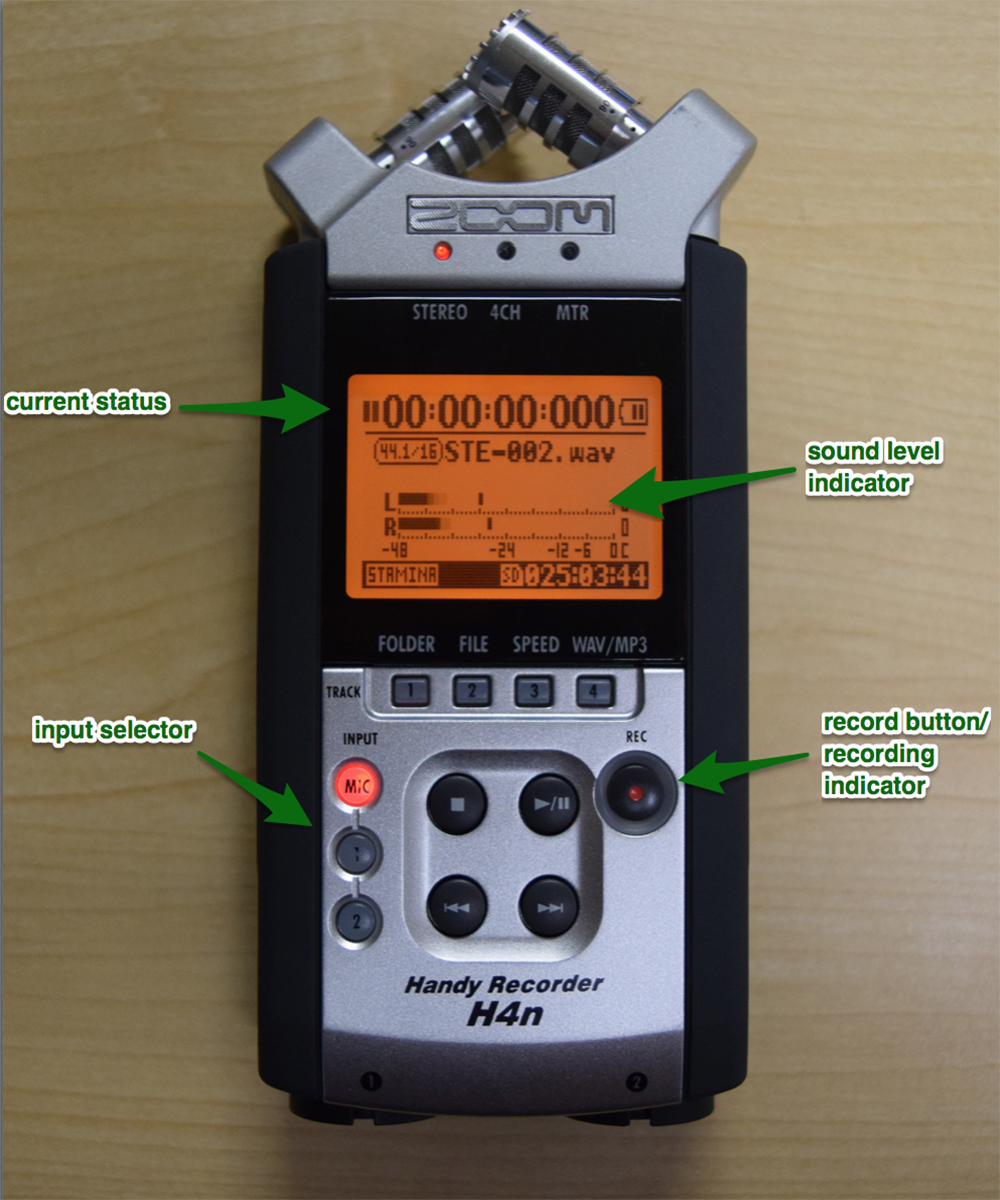 ZOOM
STEREO 4CH MTR
current status
00:00:00:000
44.1/16 STE-002.wav
sound level
indicator
L
R
-48 -24 -12 -6 0
STAMINA SD 025:03:44
FOLDER FILE SPEED WAV/MP3
TRACK 1 2 3 4
input selector
INPUT
REC
record button/
recording
indicator
MIC
1
2
Handy Recorder
H4n
1 2